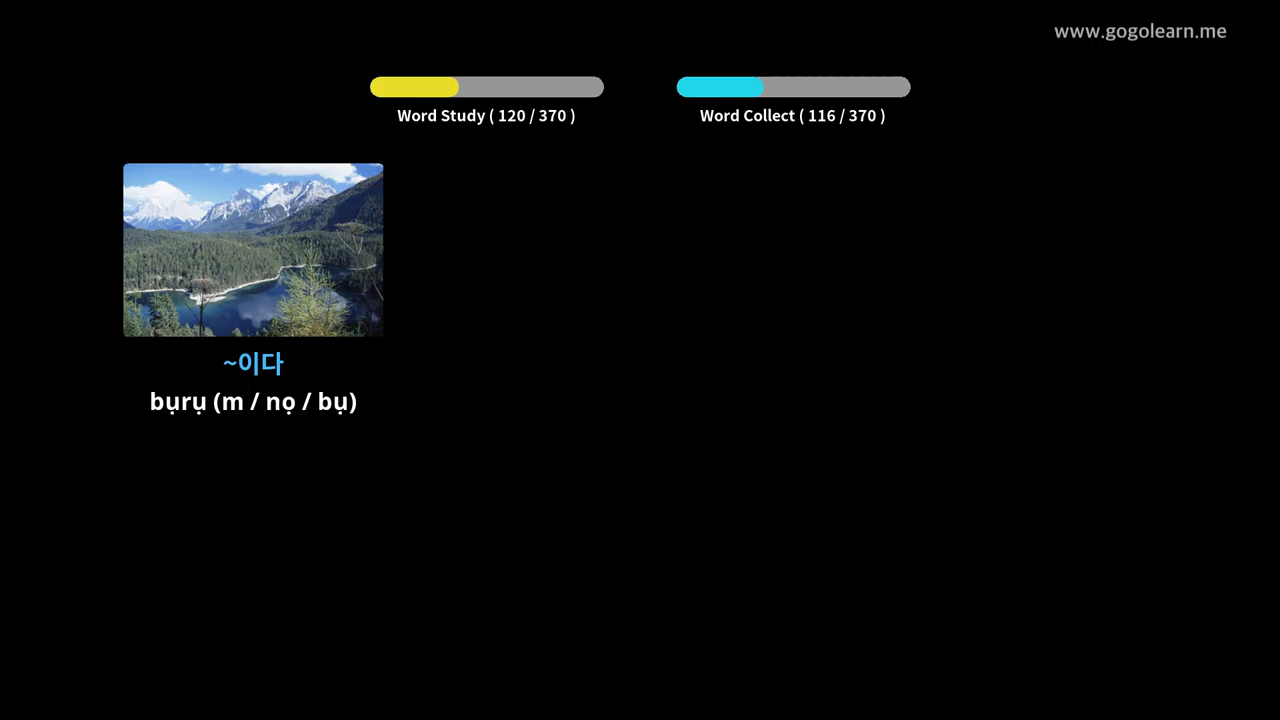 www.gogolearn.me
Word Study ( 120 / 370 )
Word Collect ( 116 / 370 )
~이다
bụrụ (m / nọ / bụ)